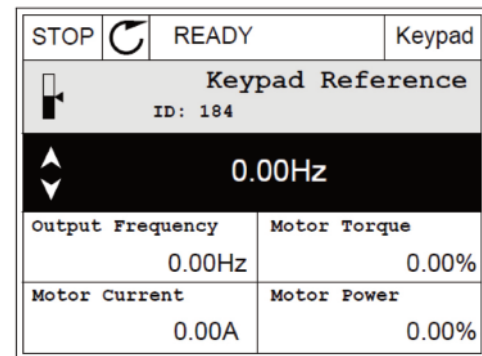 STOP READY Keypad
Keypad Reference
ID: 184
0.00Hz
Output Frequency Motor Torque
0.00Hz 0.00%
Motor Current Motor Power
0.00A 0.00%